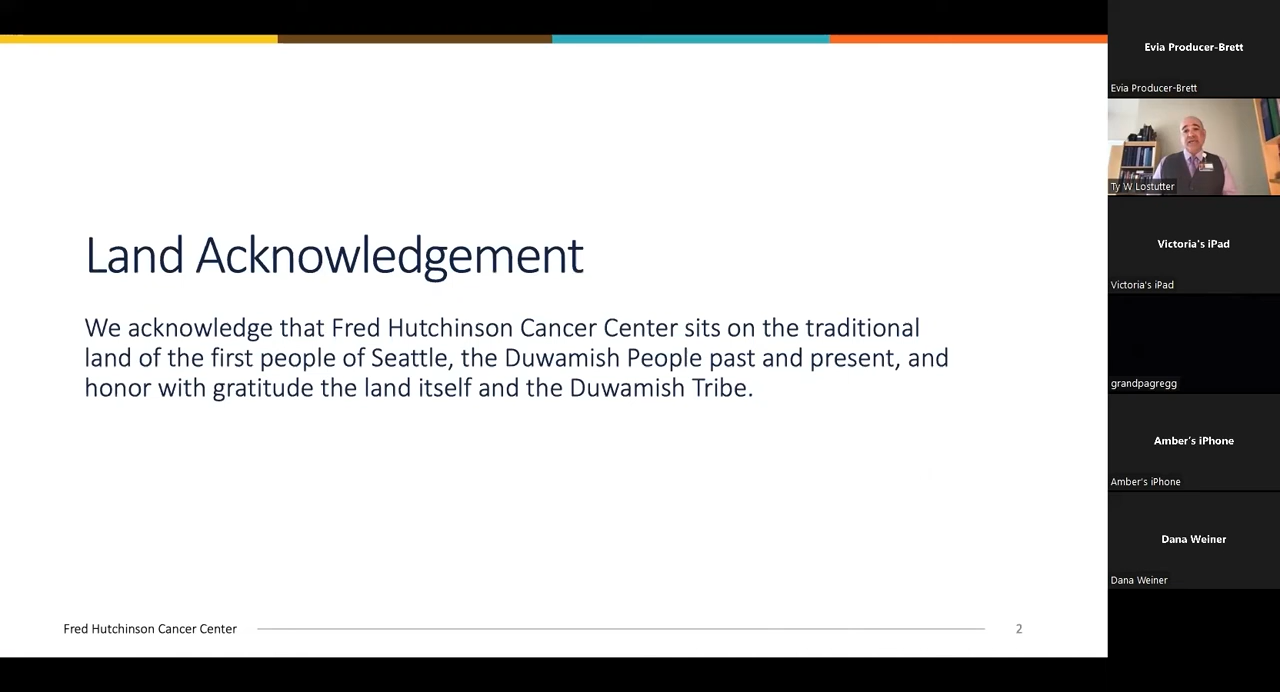 Land Acknowledgement
We acknowledge that Fred Hutchinson Cancer Center sits on the traditional
land of the first people of Seattle, the Duwamish People past and present, and
honor with gratitude the land itself and the Duwamish Tribe.
Fred Hutchinson Cancer Center
2
Evia Producer-Brett
Evia Producer-Brett
Ty W Lostutter
Victoria's iPad
Victoria's iPad
grandpagregg
Amber's iPhone
Amber's iPhone
Dana Weiner
Dana Weiner